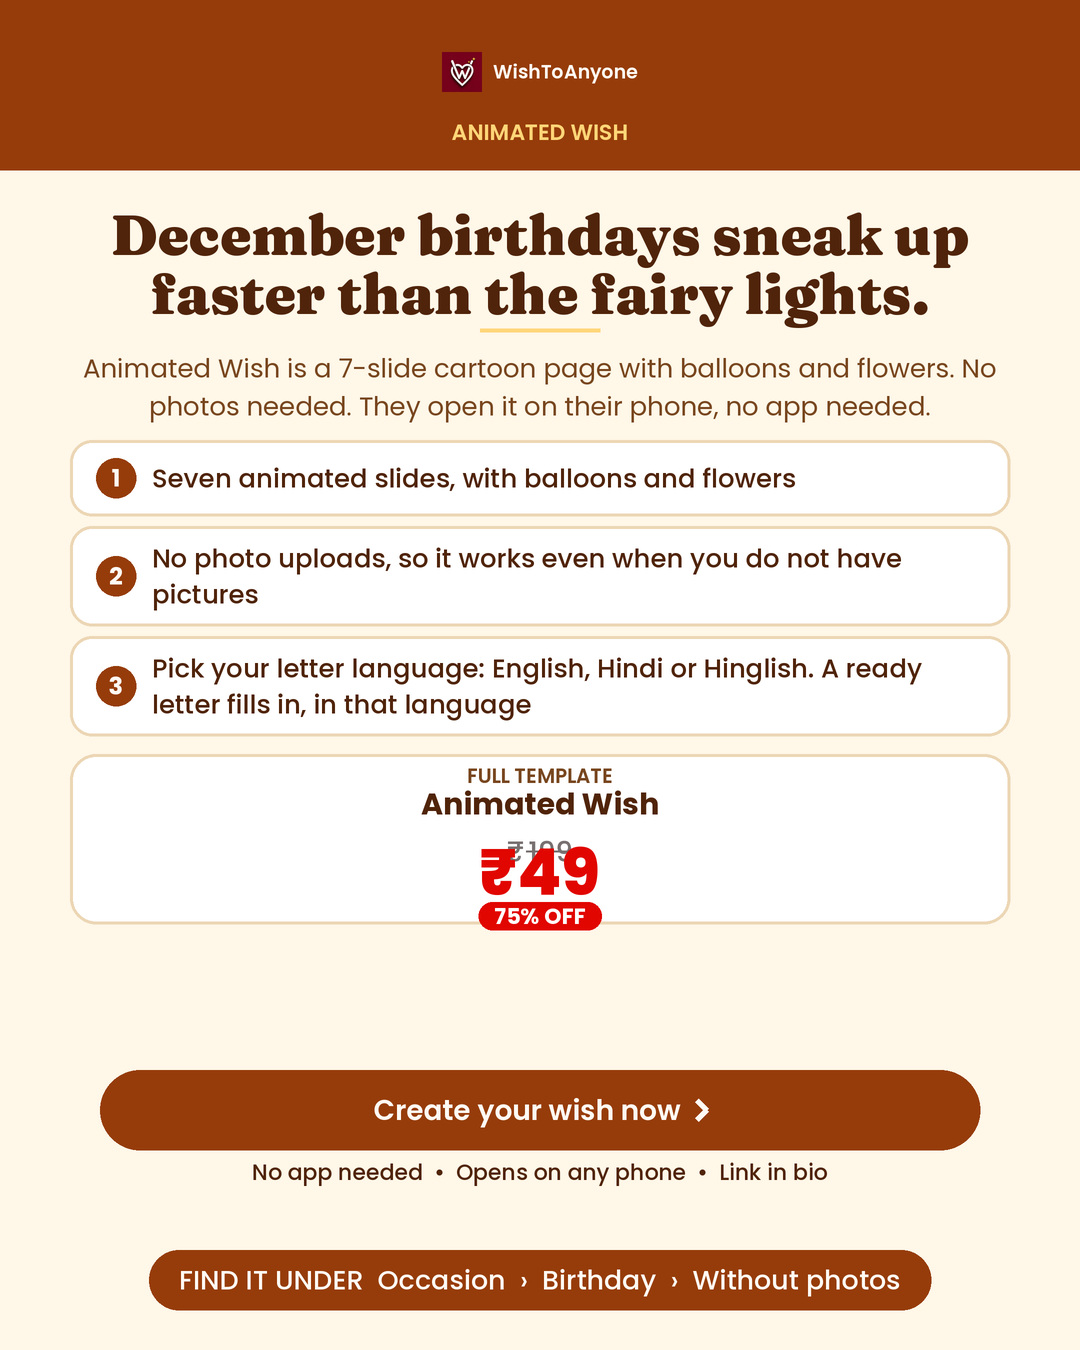 WishToAnyone
ANIMATED WISH
December birthdays sneak up
faster than the fairy lights.
Animated Wish is a 7-slide cartoon page with balloons and flowers. No
photos needed. They open it on their phone, no app needed.
1 Seven animated slides, with balloons and flowers
2 No photo uploads, so it works even when you do not have
pictures
3 Pick your letter language: English, Hindi or Hinglish. A ready
letter fills in, in that language
FULL TEMPLATE
Animated Wish
₹199
₹49
75% OFF
Create your wish now ›
No app needed • Opens on any phone • Link in bio
FIND IT UNDER Occasion › Birthday › Without photos